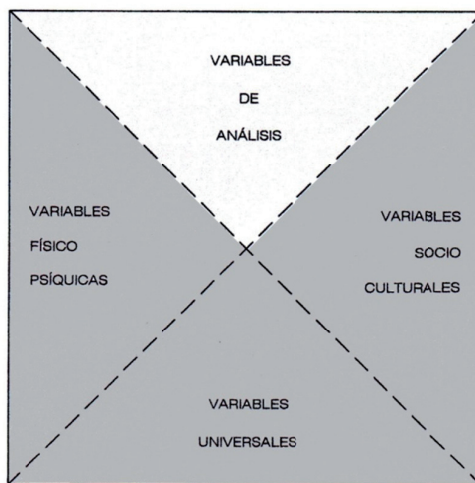 VARIABLES
DE
ANÁLISIS
VARIABLES
FÍSICO
PSÍQUICAS
VARIABLES
SOCIO
CULTURALES
VARIABLES
UNIVERSALES